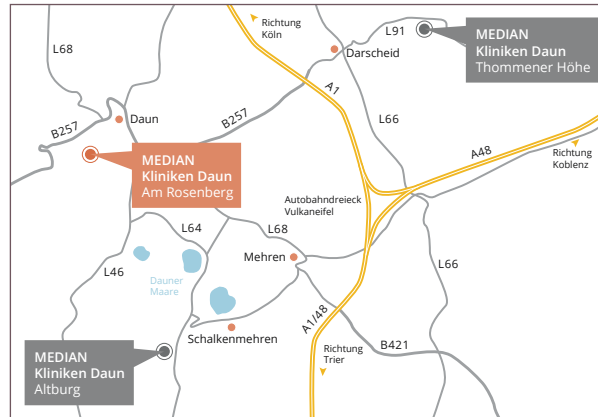 L68
Richtung
Köln
L91
MEDIAN
Kliniken Daun
Thommener Höhe
Darscheid
A1
B257
Daun
B257
L66
A48
MEDIAN
Kliniken Daun
Am Rosenberg
Richtung
Koblenz
Autobahndreieck
Vulkaneifel
L64
L68
Mehren
L46
Dauner
Maare
L66
A1/48
Schalkenmehren
B421
MEDIAN
Kliniken Daun
Altburg
Richtung
Trier